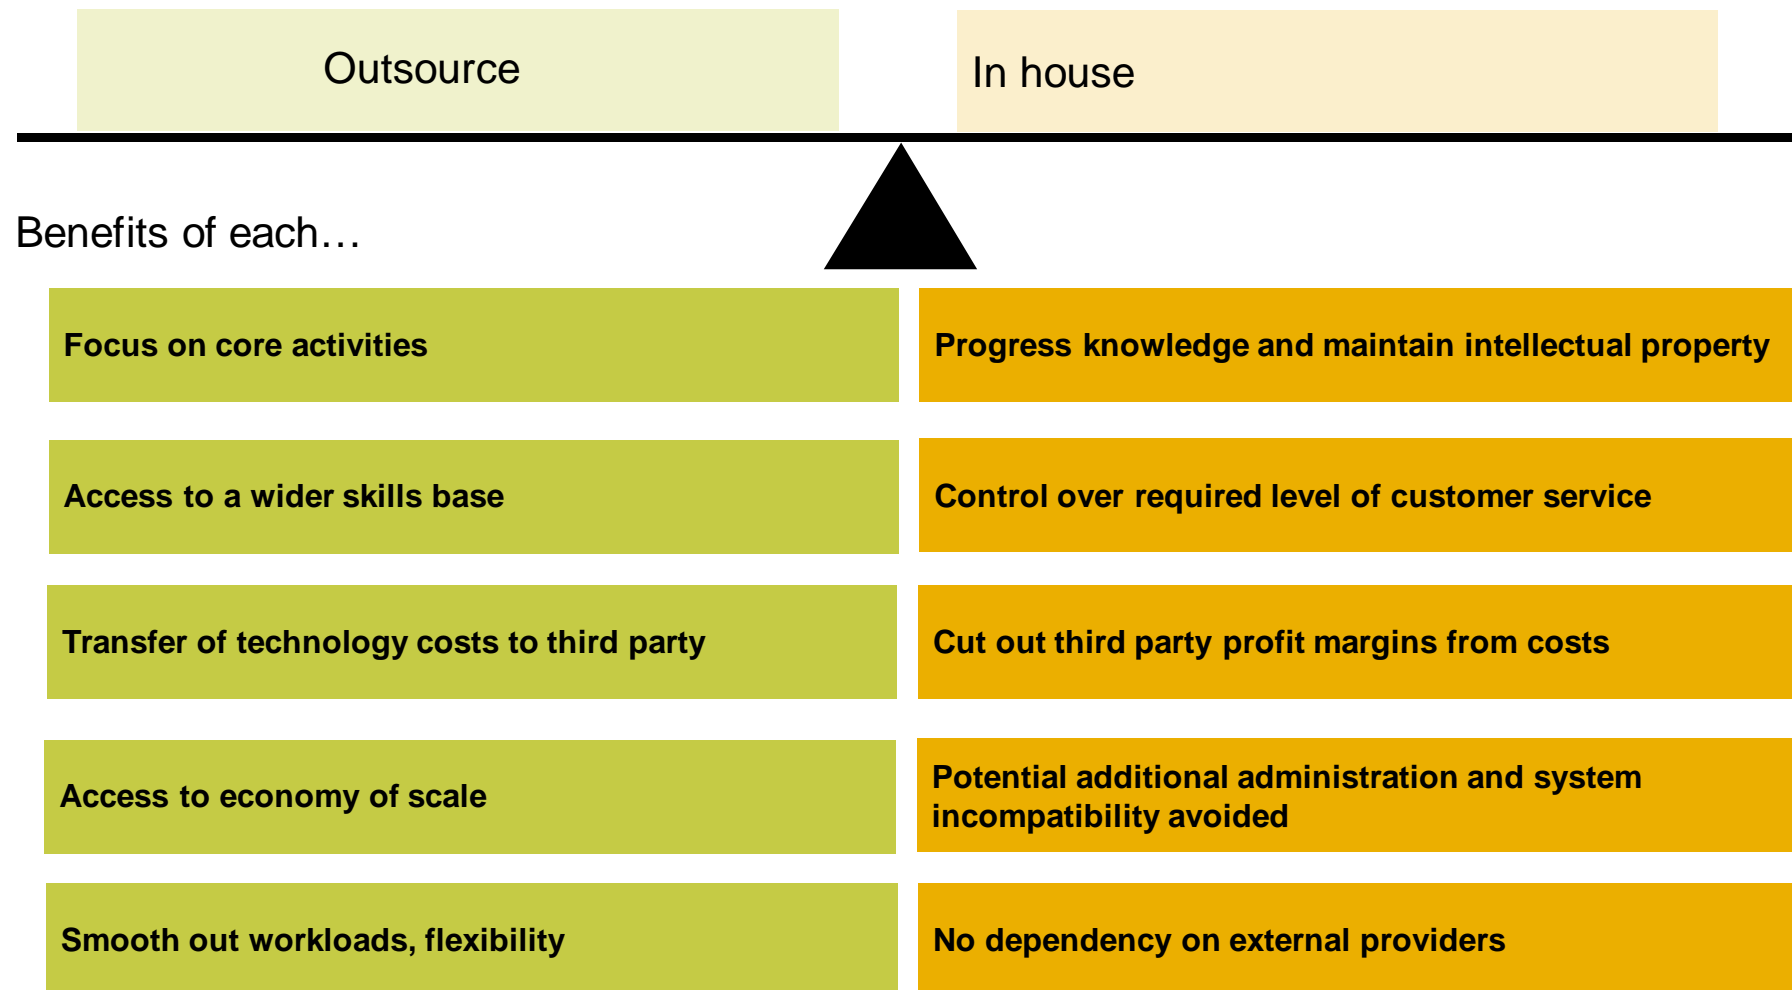 Outsource
In house
Benefits of each…
Focus on core activities
Progress knowledge and maintain intellectual property
Access to a wider skills base
Control over required level of customer service
Transfer of technology costs to third party
Cut out third party profit margins from costs
Access to economy of scale
Potential additional administration and system
incompatibility avoided
Smooth out workloads, flexibility
No dependency on external providers